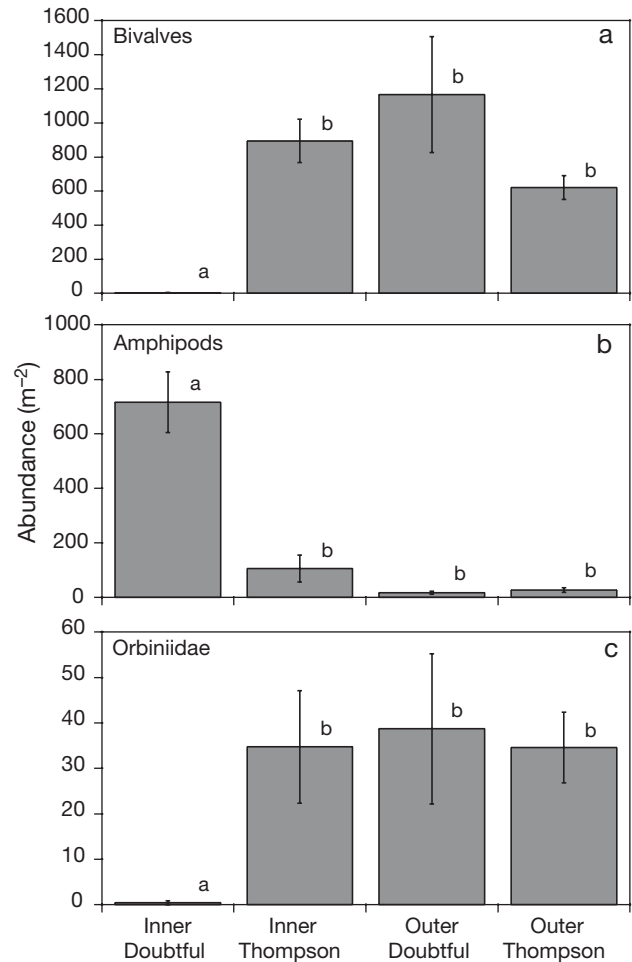 Bivalves
a
1600
1400
1200
1000
800
600
400
200
0
a
b
b
b
Amphipods
b
1000
800
600
400
200
0
a
b
b
b
Abundance (m⁻²)
Orbiniidae
c
60
50
40
30
20
10
0
a
b
b
b
Inner Doubtful
Inner Thompson
Outer Doubtful
Outer Thompson